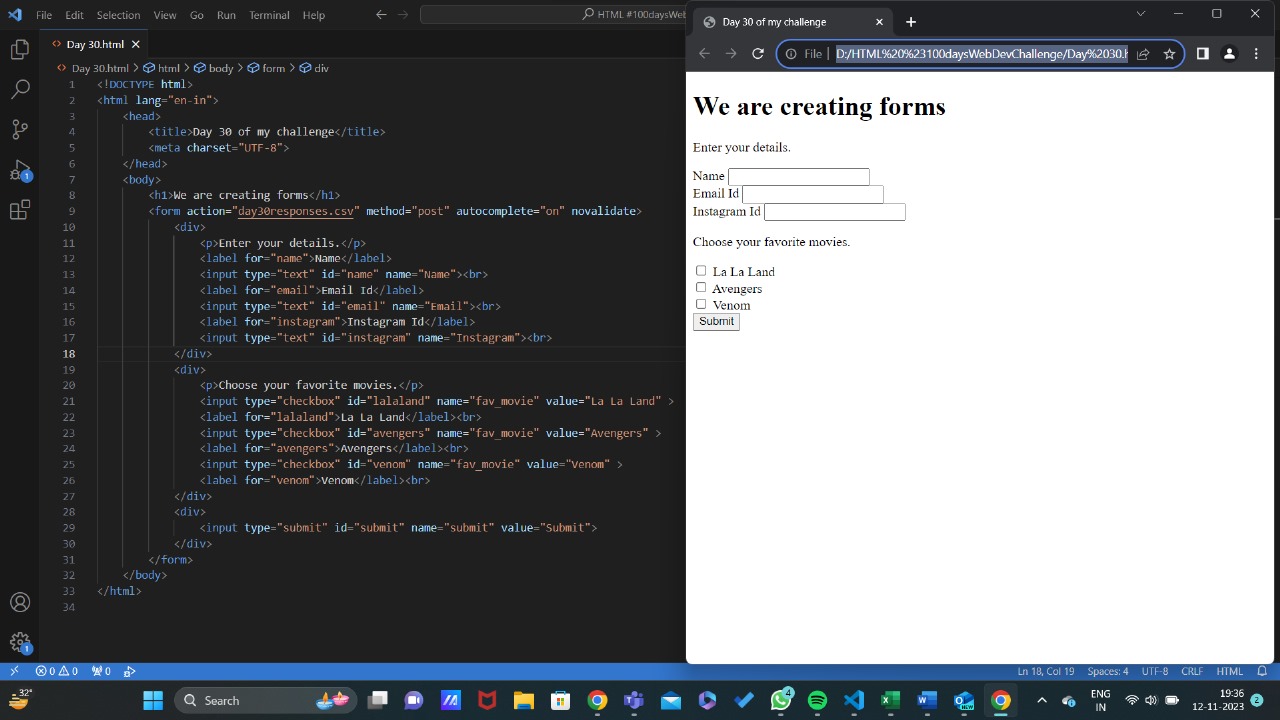 File Edit Selection View Go Run Terminal Help
HTML #100daysWeb
Day 30.html
Day 30.html > html > body > form > div
1 <!DOCTYPE html>
2 <html lang="en-in">
3 <head>
4 <title>Day 30 of my challenge</title>
5 <meta charset="UTF-8">
6 </head>
7 <body>
8 <h1>We are creating forms</h1>
9 <form action="day30responses.csv" method="post" autocomplete="on" novalidate>
10 <div>
11 <p>Enter your details.</p>
12 <label for="name">Name</label>
13 <input type="text" id="name" name="Name"><br>
14 <label for="email">Email Id</label>
15 <input type="text" id="email" name="Email"><br>
16 <label for="instagram">Instagram Id</label>
17 <input type="text" id="instagram" name="Instagram"><br>
18 </div>
19 <div>
20 <p>Choose your favorite movies.</p>
21 <input type="checkbox" id="lalaland" name="fav_movie" value="La La Land" >
22 <label for="lalaland">La La Land</label><br>
23 <input type="checkbox" id="avengers" name="fav_movie" value="Avengers" >
24 <label for="avengers">Avengers</label><br>
25 <input type="checkbox" id="venom" name="fav_movie" value="Venom" >
26 <label for="venom">Venom</label><br>
27 </div>
28 <div>
29 <input type="submit" id="submit" name="submit" value="Submit">
30 </div>
31 </form>
32 </body>
33 </html>
34
1
1
Day 30 of my challenge
File D:/HTML%20%23100daysWebDevChallenge/Day%2030.h
We are creating forms
Enter your details.
Name
Email Id
Instagram Id
Choose your favorite movies.
La La Land
Avengers
Venom
Submit
0 0 0
Ln 18, Col 19 Spaces: 4 UTF-8 CRLF HTML
32°
Search
4
NEW
ENG
IN
19:36
12-11-2023
2